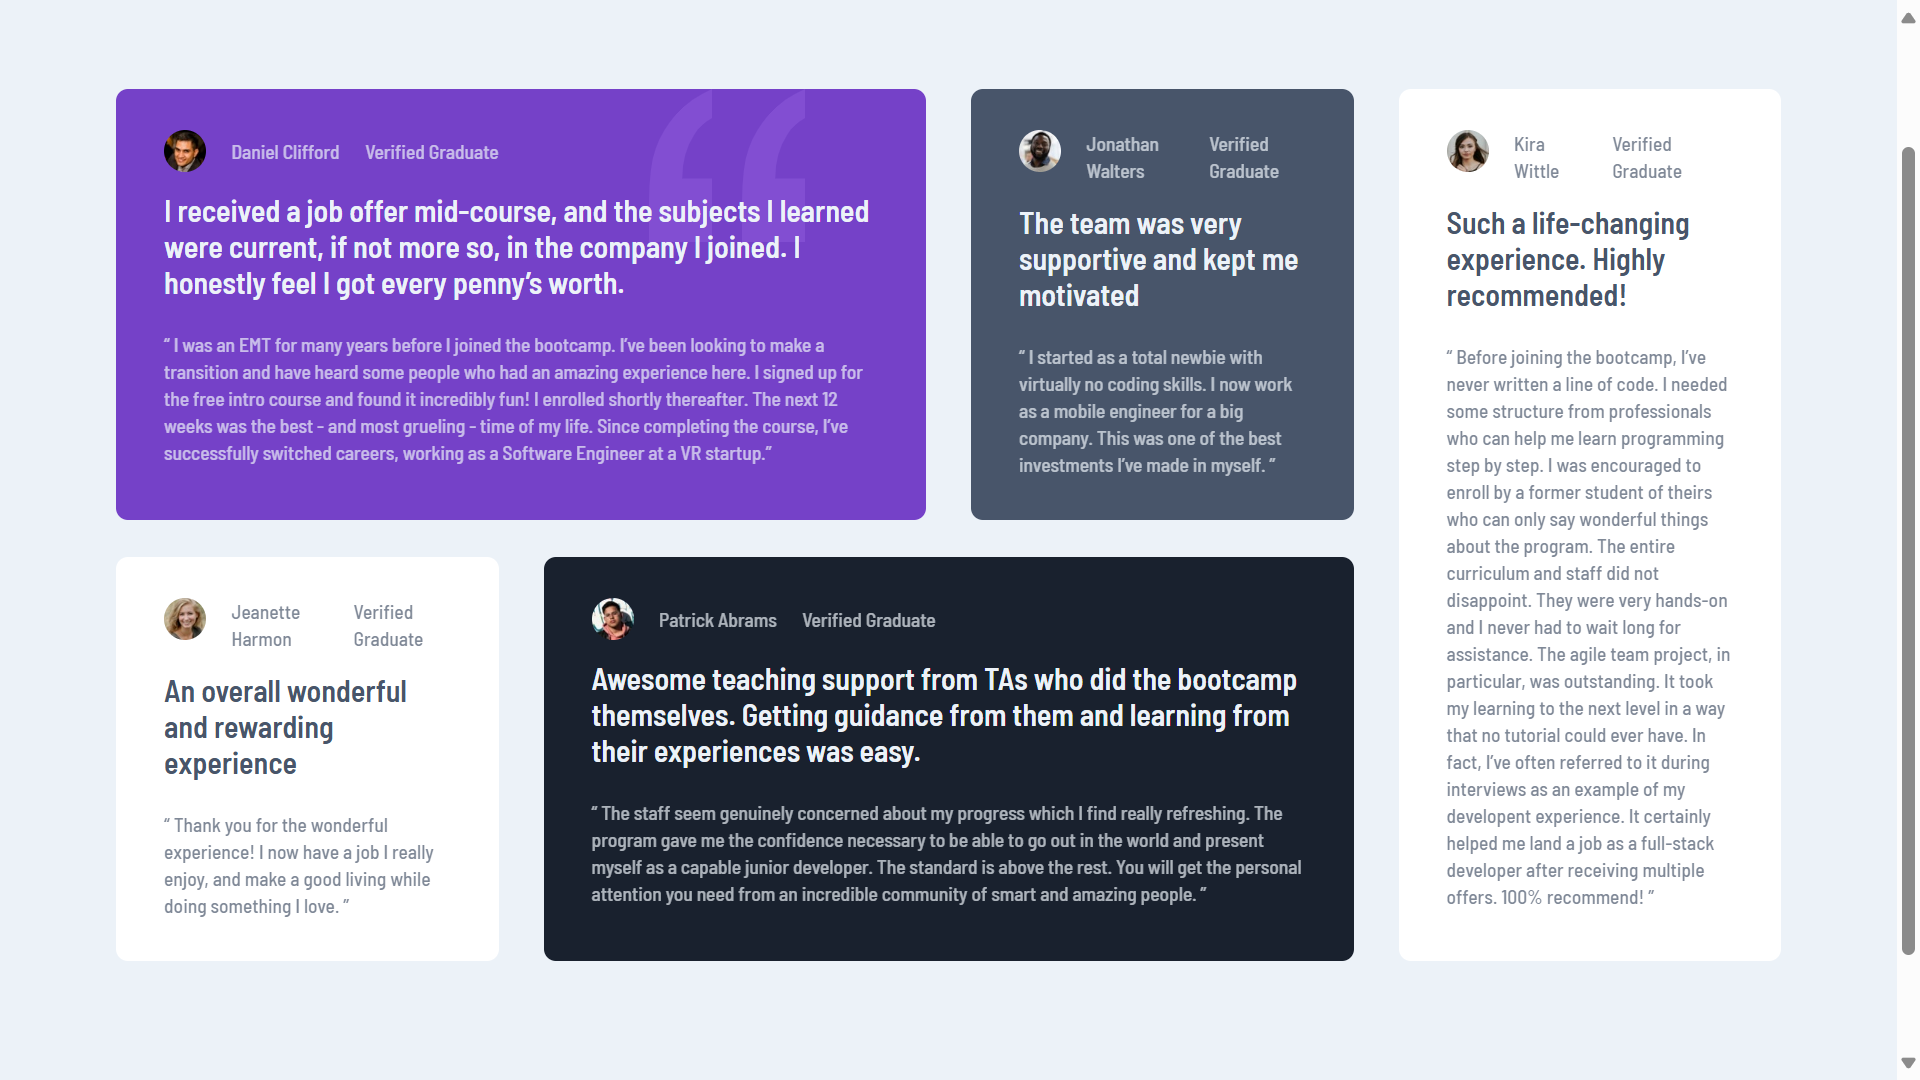 Daniel Clifford Verified Graduate
I received a job offer mid-course, and the subjects I learned
were current, if not more so, in the company I joined. I
honestly feel I got every penny’s worth.
“ I was an EMT for many years before I joined the bootcamp. I’ve been looking to make a
transition and have heard some people who had an amazing experience here. I signed up for
the free intro course and found it incredibly fun! I enrolled shortly thereafter. The next 12
weeks was the best - and most grueling - time of my life. Since completing the course, I’ve
successfully switched careers, working as a Software Engineer at a VR startup.”
Jonathan
Walters
Verified
Graduate
The team was very
supportive and kept me
motivated
“ I started as a total newbie with
virtually no coding skills. I now work
as a mobile engineer for a big
company. This was one of the best
investments I’ve made in myself. ”
Kira
Wittle
Verified
Graduate
Such a life-changing
experience. Highly
recommended!
“ Before joining the bootcamp, I’ve
never written a line of code. I needed
some structure from professionals
who can help me learn programming
step by step. I was encouraged to
enroll by a former student of theirs
who can only say wonderful things
about the program. The entire
curriculum and staff did not
disappoint. They were very hands-on
and I never had to wait long for
assistance. The agile team project, in
particular, was outstanding. It took
my learning to the next level in a way
that no tutorial could ever have. In
fact, I’ve often referred to it during
interviews as an example of my
developent experience. It certainly
helped me land a job as a full-stack
developer after receiving multiple
offers. 100% recommend! ”
Jeanette
Harmon
Verified
Graduate
An overall wonderful
and rewarding
experience
“ Thank you for the wonderful
experience! I now have a job I really
enjoy, and make a good living while
doing something I love. ”
Patrick Abrams Verified Graduate
Awesome teaching support from TAs who did the bootcamp
themselves. Getting guidance from them and learning from
their experiences was easy.
“ The staff seem genuinely concerned about my progress which I find really refreshing. The
program gave me the confidence necessary to be able to go out in the world and present
myself as a capable junior developer. The standard is above the rest. You will get the personal
attention you need from an incredible community of smart and amazing people. ”